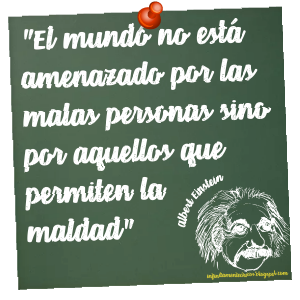 "El mundo no está
amenazado por las
malas personas sino
por aquellos que
permiten la
maldad"
Albert Einstein